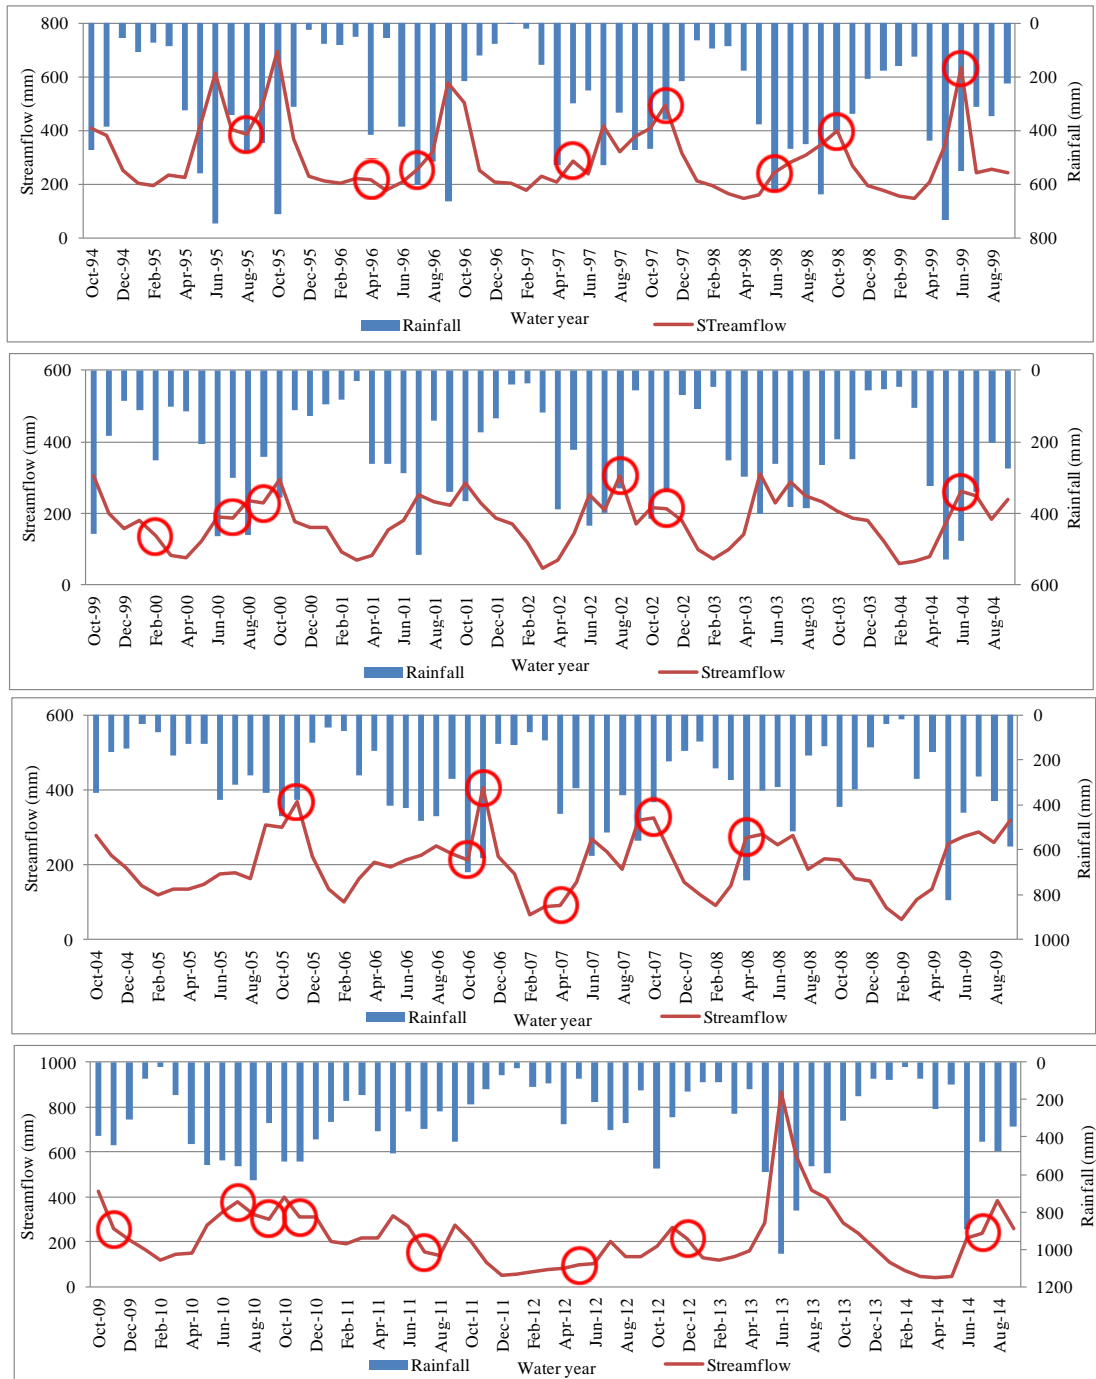 800
600
400
200
0
0
200
400
600
800
Streamflow (mm)
Rainfall (mm)
Oct-94
Dec-94
Feb-95
Apr-95
Jun-95
Aug-95
Oct-95
Dec-95
Feb-96
Apr-96
Jun-96
Aug-96
Oct-96
Dec-96
Feb-97
Apr-97
Jun-97
Aug-97
Oct-97
Dec-97
Feb-98
Apr-98
Jun-98
Aug-98
Oct-98
Dec-98
Feb-99
Apr-99
Jun-99
Aug-99
Water year
Rainfall
STreamflow
600
400
200
0
0
200
400
600
Streamflow (mm)
Rainfall (mm)
Oct-99
Dec-99
Feb-00
Apr-00
Jun-00
Aug-00
Oct-00
Dec-00
Feb-01
Apr-01
Jun-01
Aug-01
Oct-01
Dec-01
Feb-02
Apr-02
Jun-02
Aug-02
Oct-02
Dec-02
Feb-03
Apr-03
Jun-03
Aug-03
Oct-03
Dec-03
Feb-04
Apr-04
Jun-04
Aug-04
Water year
Rainfall
Streamflow
600
400
200
0
0
200
400
600
800
1000
Streamflow (mm)
Rainfall (mm)
Oct-04
Dec-04
Feb-05
Apr-05
Jun-05
Aug-05
Oct-05
Dec-05
Feb-06
Apr-06
Jun-06
Aug-06
Oct-06
Dec-06
Feb-07
Apr-07
Jun-07
Aug-07
Oct-07
Dec-07
Feb-08
Apr-08
Jun-08
Aug-08
Oct-08
Dec-08
Feb-09
Apr-09
Jun-09
Aug-09
Water year
Rainfall
Streamflow
1000
800
600
400
200
0
0
200
400
600
800
1000
1200
Streamflow (mm)
Rainfall (mm)
Oct-09
Dec-09
Feb-10
Apr-10
Jun-10
Aug-10
Oct-10
Dec-10
Feb-11
Apr-11
Jun-11
Aug-11
Oct-11
Dec-11
Feb-12
Apr-12
Jun-12
Aug-12
Oct-12
Dec-12
Feb-13
Apr-13
Jun-13
Aug-13
Oct-13
Dec-13
Feb-14
Apr-14
Jun-14
Aug-14
Water year
Rainfall
Streamflow